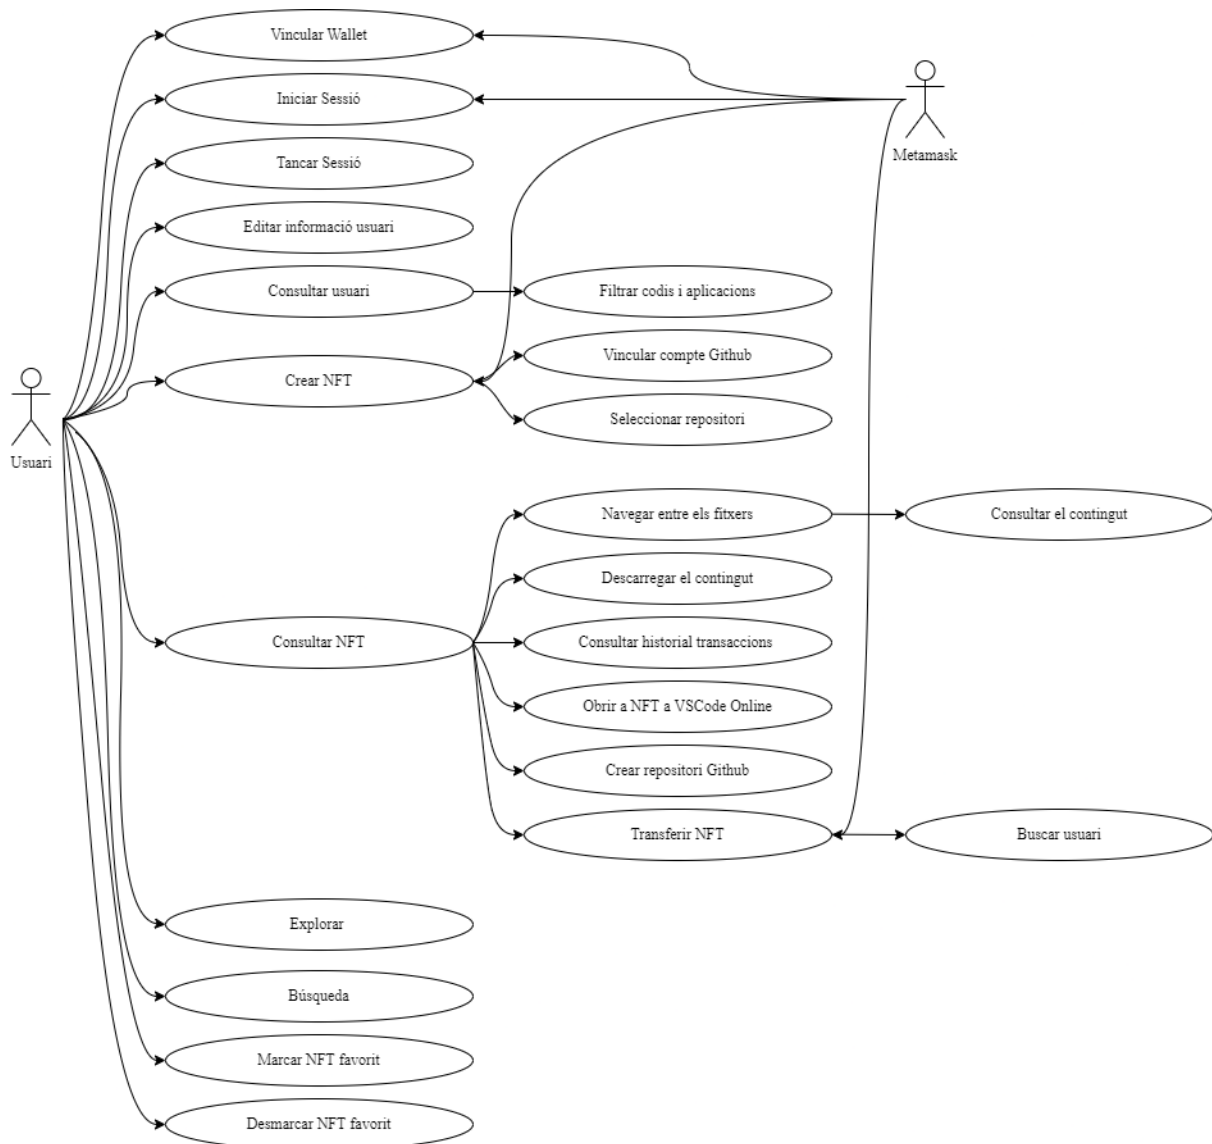 Vincular Wallet
Iniciar Sessió
Metamask
Tancar Sessió
Editar informació usuari
Consultar usuari
Filtrar codis i aplicacions
Vincular compte Github
Crear NFT
Seleccionar repositori
Usuari
Navegar entre els fitxers
Consultar el contingut
Descarregar el contingut
Consultar NFT
Consultar historial transaccions
Obrir a NFT a VSCode Online
Crear repositori Github
Transferir NFT
Buscar usuari
Explorar
Búsqueda
Marcar NFT favorit
Desmarcar NFT favorit